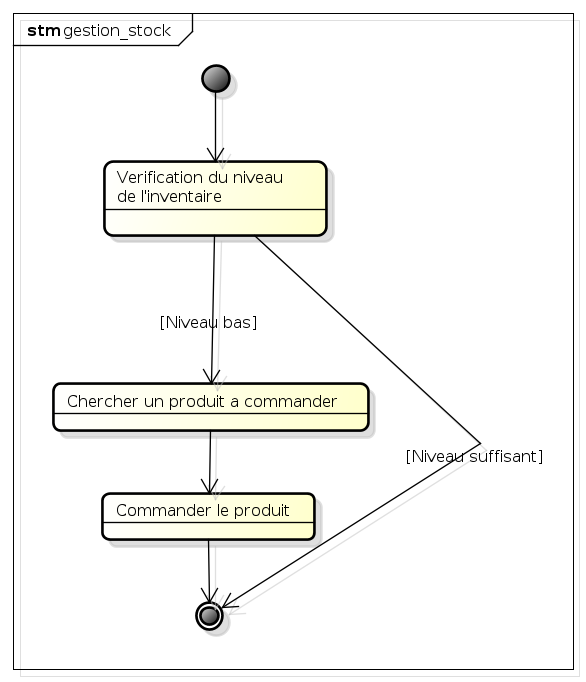 stm gestion_stock
Verification du niveau
de l'inventaire
[Niveau bas]
Chercher un produit a commander
[Niveau suffisant]
Commander le produit